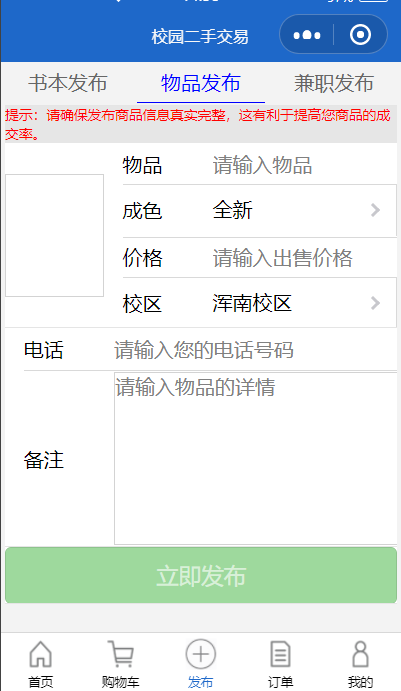 校园二手交易
书本发布 物品发布 兼职发布
提示：请确保发布商品信息真实完整，这有利于提高您商品的成
交率。
物品 请输入物品
成色 全新
价格 请输入出售价格
校区 浑南校区
电话 请输入您的电话号码
请输入物品的详情
备注
立即发布
首页 购物车 发布 订单 我的